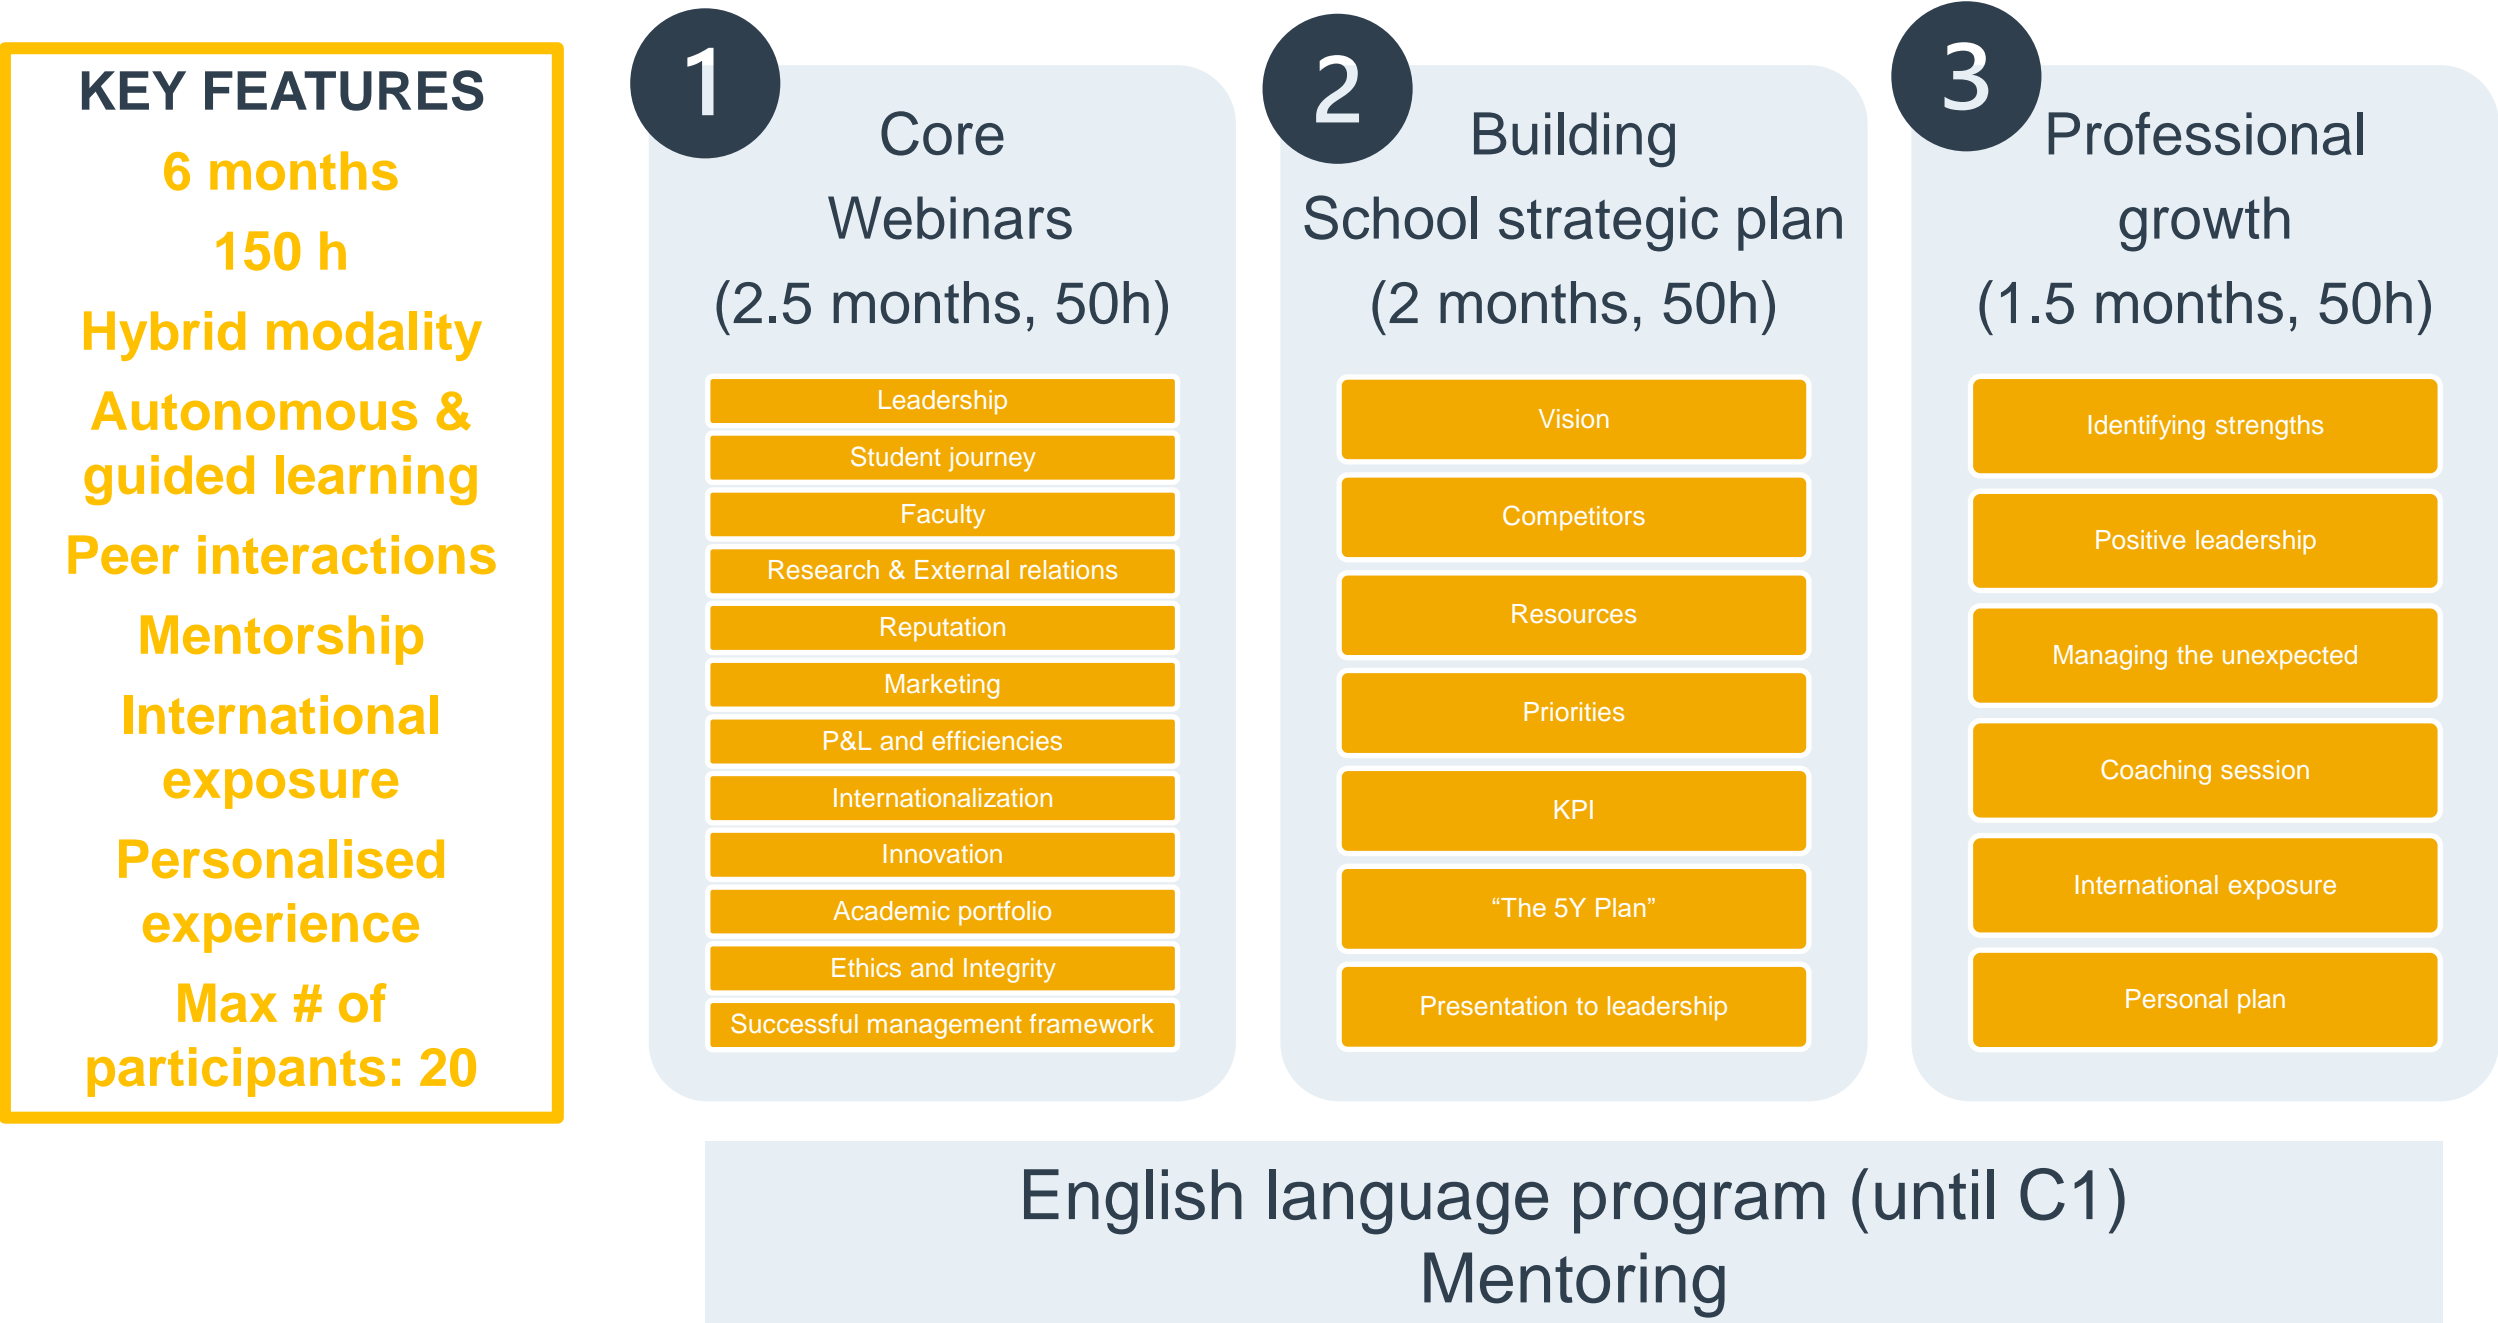 KEY FEATURES
6 months
150 h
Hybrid modality
Autonomous &
guided learning
Peer interactions
Mentorship
International
exposure
Personalised
experience
Max # of
participants: 20
1
Core
Webinars
(2.5 months, 50h)
Leadership
Student journey
Faculty
Research & External relations
Reputation
Marketing
P&L and efficiencies
Internationalization
Innovation
Academic portfolio
Ethics and Integrity
Successful management framework
2
Building
School strategic plan
(2 months, 50h)
Vision
Competitors
Resources
Priorities
KPI
“The 5Y Plan”
Presentation to leadership
3
Professional
growth
(1.5 months, 50h)
Identifying strengths
Positive leadership
Managing the unexpected
Coaching session
International exposure
Personal plan
English language program (until C1)
Mentoring